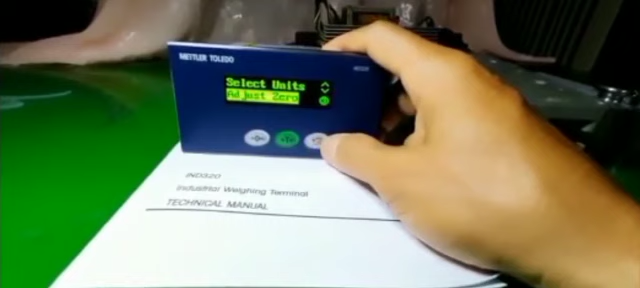 METTLER TOLEDO
Select Units
Adjust Zero
IND320
Industrial Weighing Terminal
TECHNICAL MANUAL